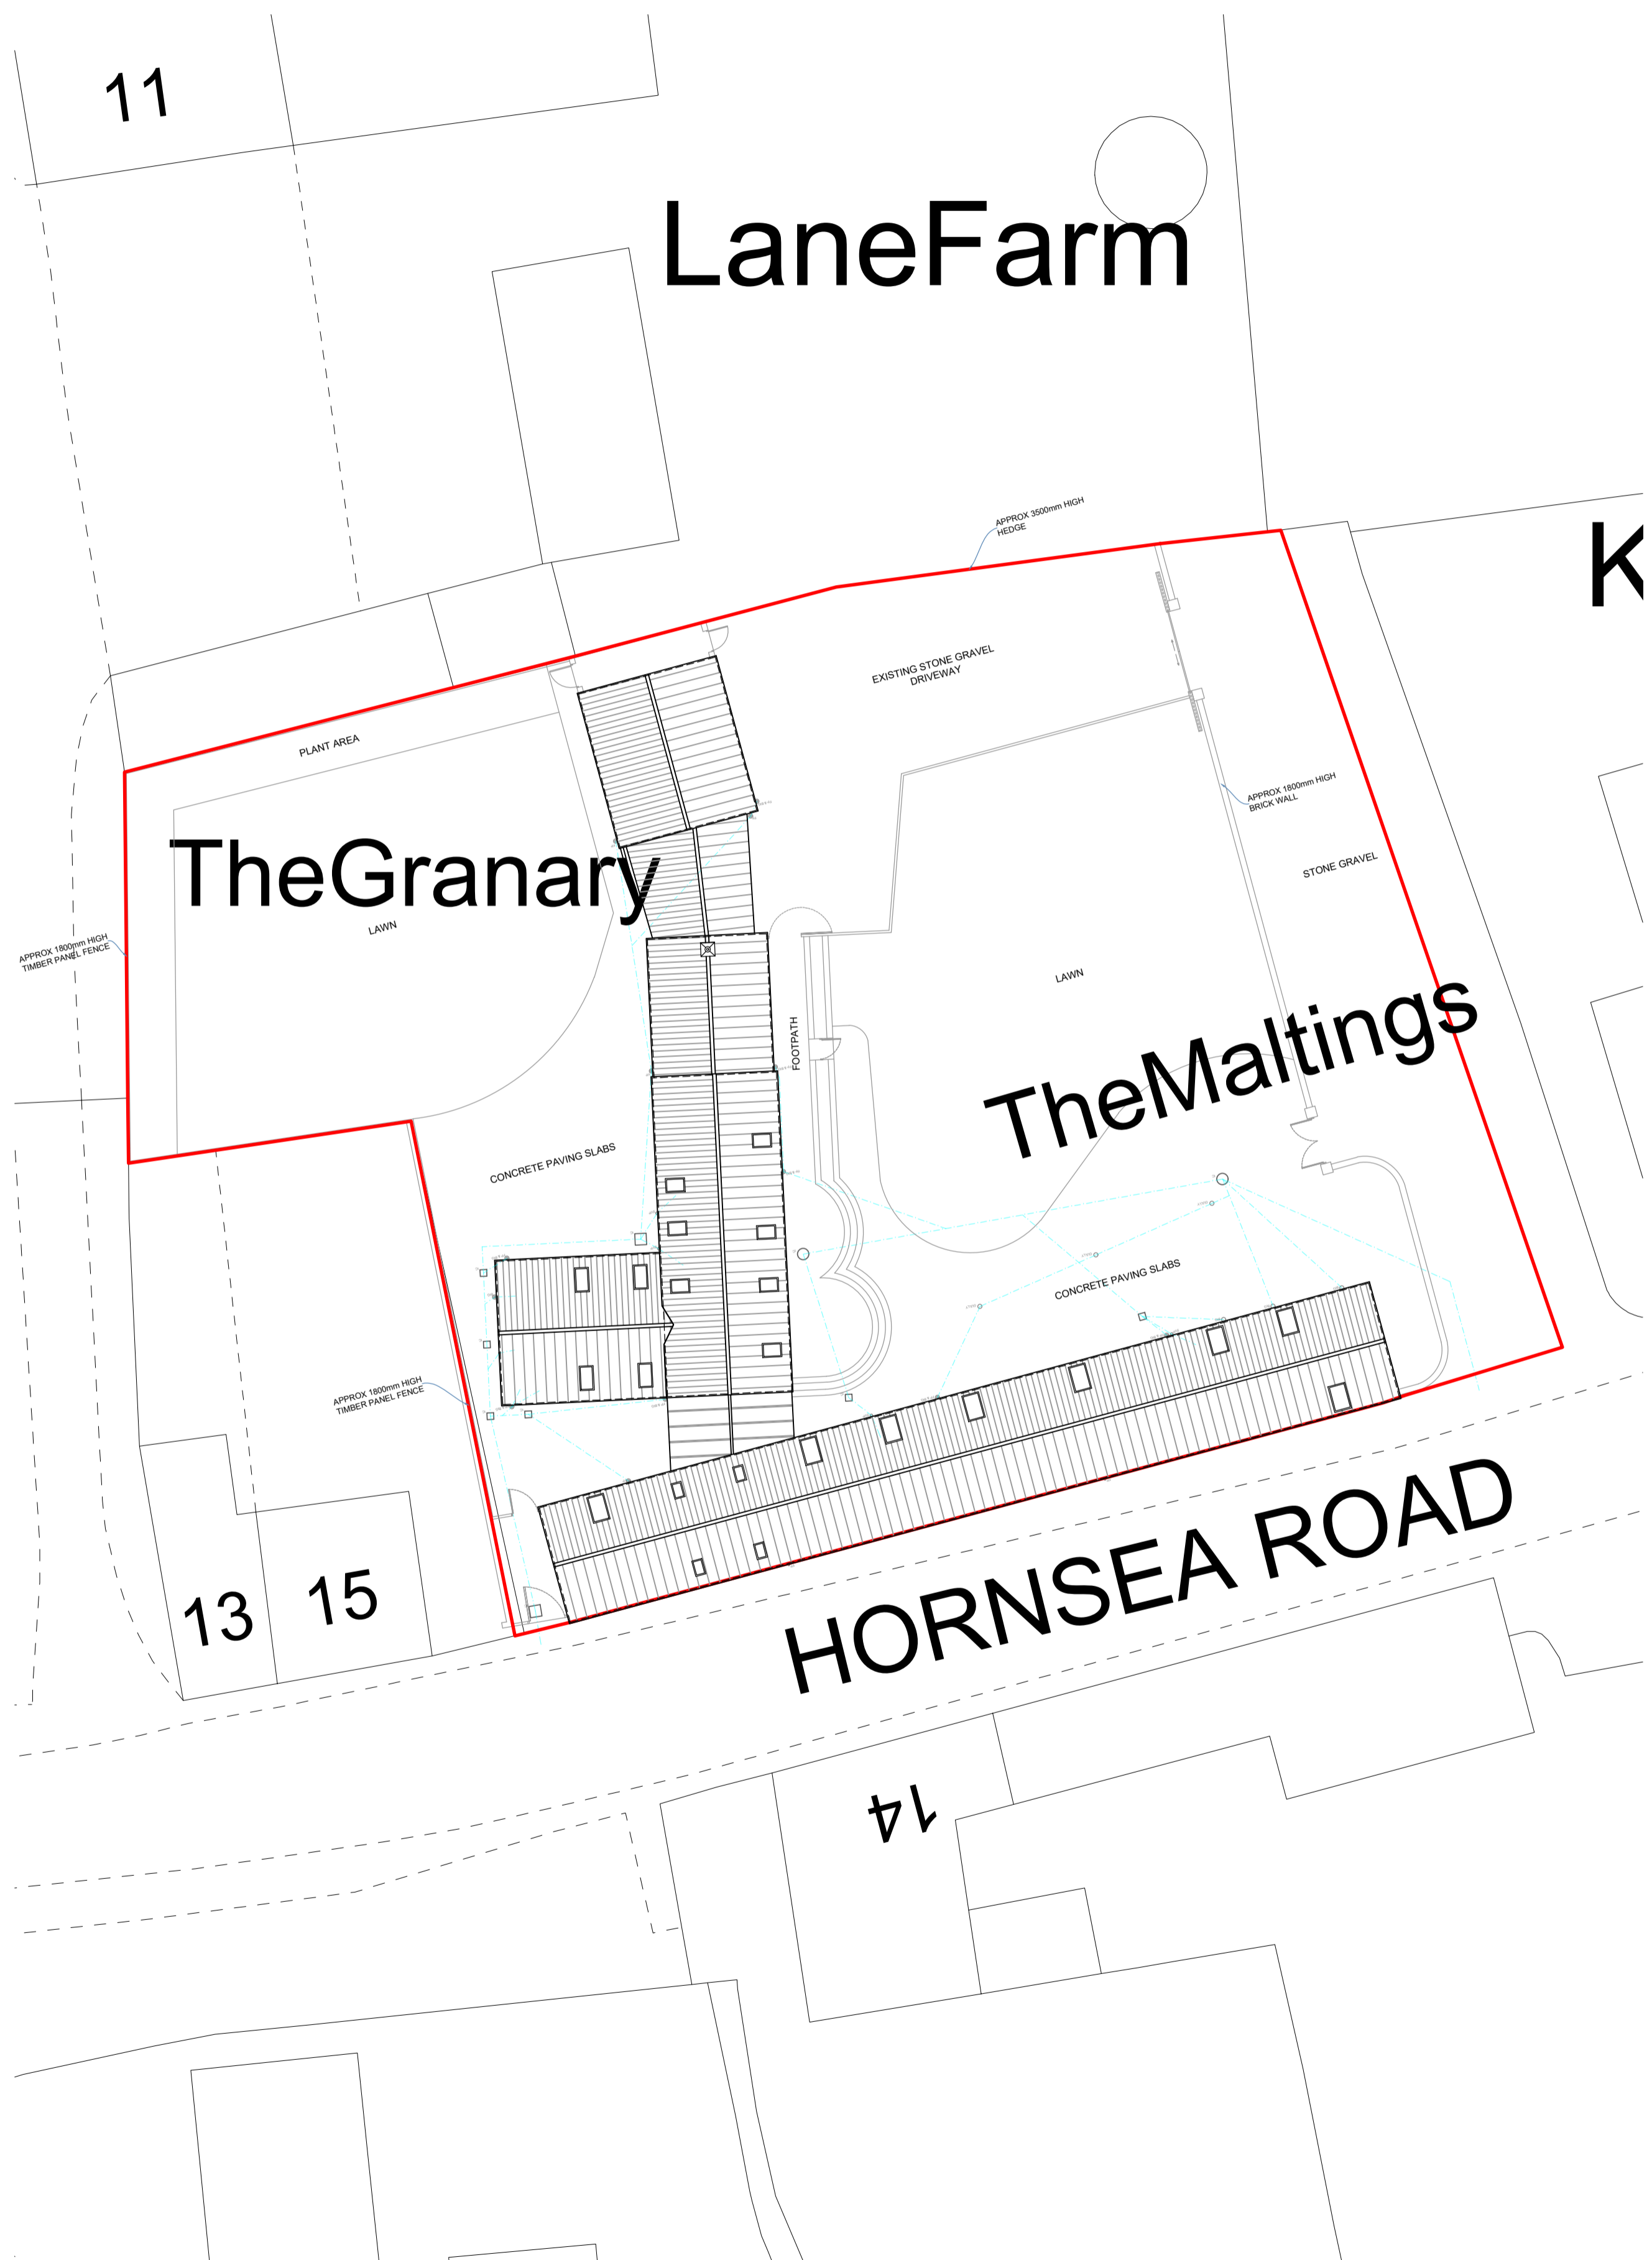 11
LaneFarm
APPROX 3500mm HIGH
HEDGE
K
EXISTING STONE GRAVEL
DRIVEWAY
PLANT AREA
APPROX 1800mm HIGH
BRICK WALL
STONE GRAVEL
TheGranary
LAWN
APPROX 1800mm HIGH
TIMBER PANEL FENCE
LAWN
FOOTPATH
TheMaltings
CONCRETE PAVING SLABS
CONCRETE PAVING SLABS
APPROX 1800mm HIGH
TIMBER PANEL FENCE
HORNSEA ROAD
13
15
14